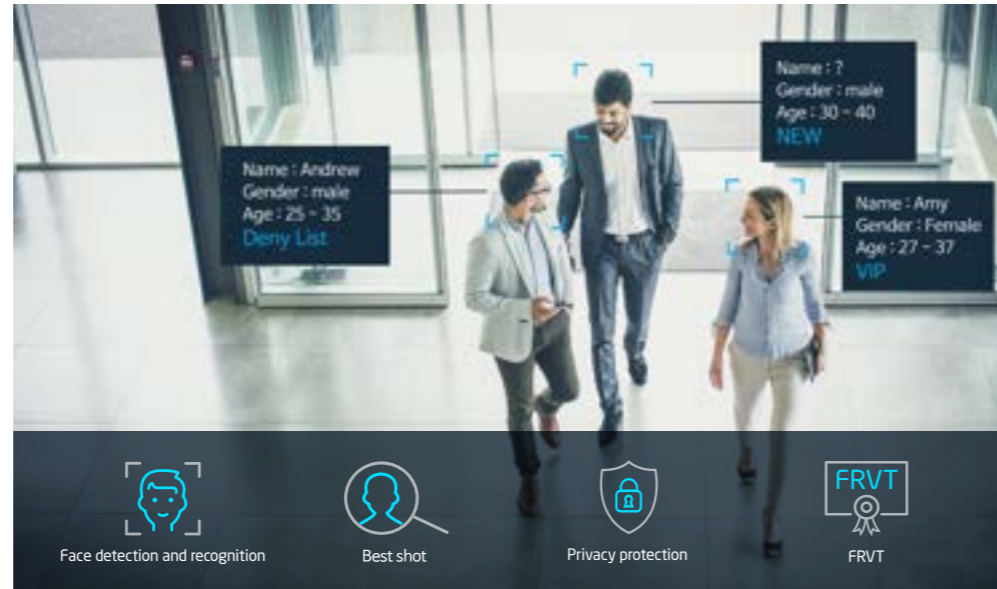 Name : ?
Gender : male
Age : 30 - 40
NEW
Name : Andrew
Gender : male
Age : 25 - 35
Deny List
Name : Amy
Gender : Female
Age : 27 - 37
VIP
FRVT
Face detection and recognition
Best shot
Privacy protection
FRVT